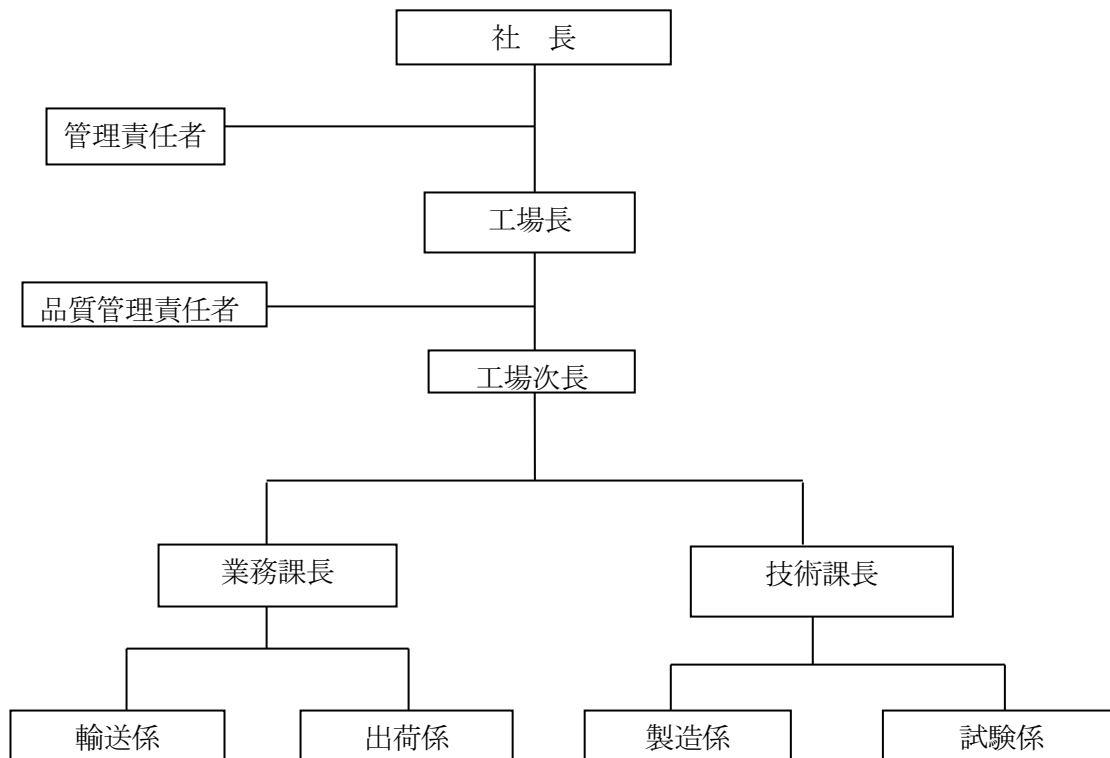 社　長
管理責任者
工場長
品質管理責任者
工場次長
業務課長
技術課長
輸送係
出荷係
製造係
試験係